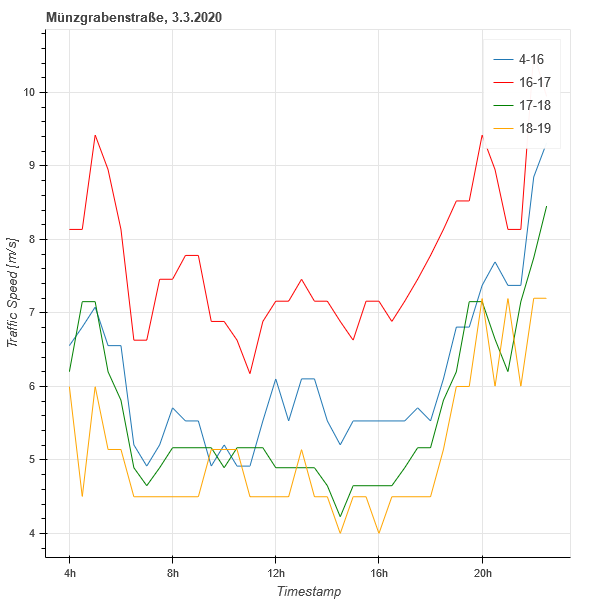 Münzgrabenstraße, 3.3.2020
4-16
16-17
17-18
18-19
10
9
8
7
6
5
4
Traffic Speed [m/s]
4h
8h
12h
16h
20h
Timestamp